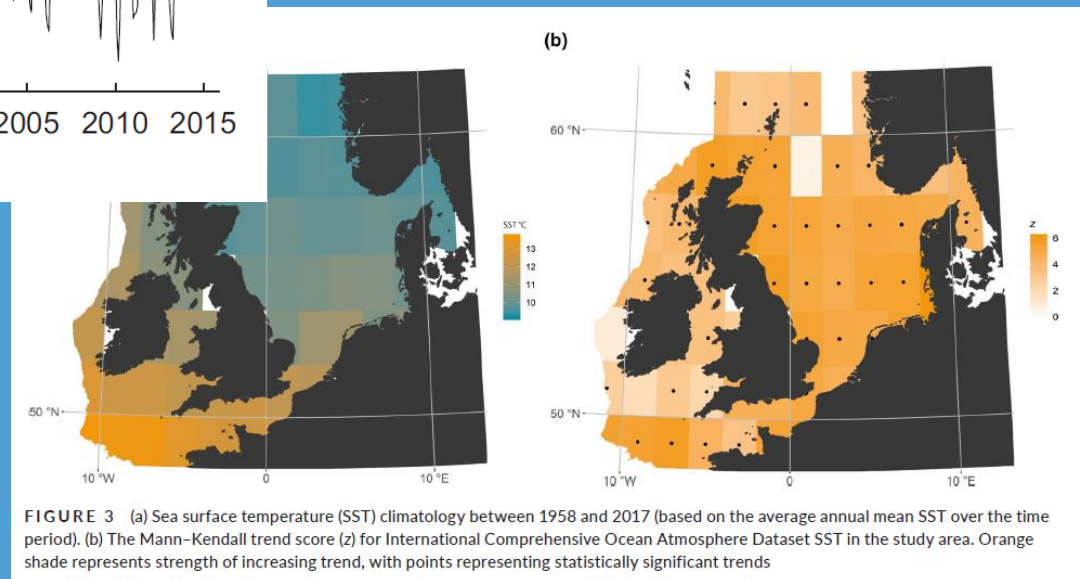 (b)
2005 2010 2015
60 °N
50 °N
10 °W
0
10 °E
SST °C
13
12
11
10
50 °N
10 °W
0
10 °E
z
6
4
2
0
FIGURE 3 (a) Sea surface temperature (SST) climatology between 1958 and 2017 (based on the average annual mean SST over the time
period). (b) The Mann–Kendall trend score (z) for International Comprehensive Ocean Atmosphere Dataset SST in the study area. Orange
shade represents strength of increasing trend, with points representing statistically significant trends